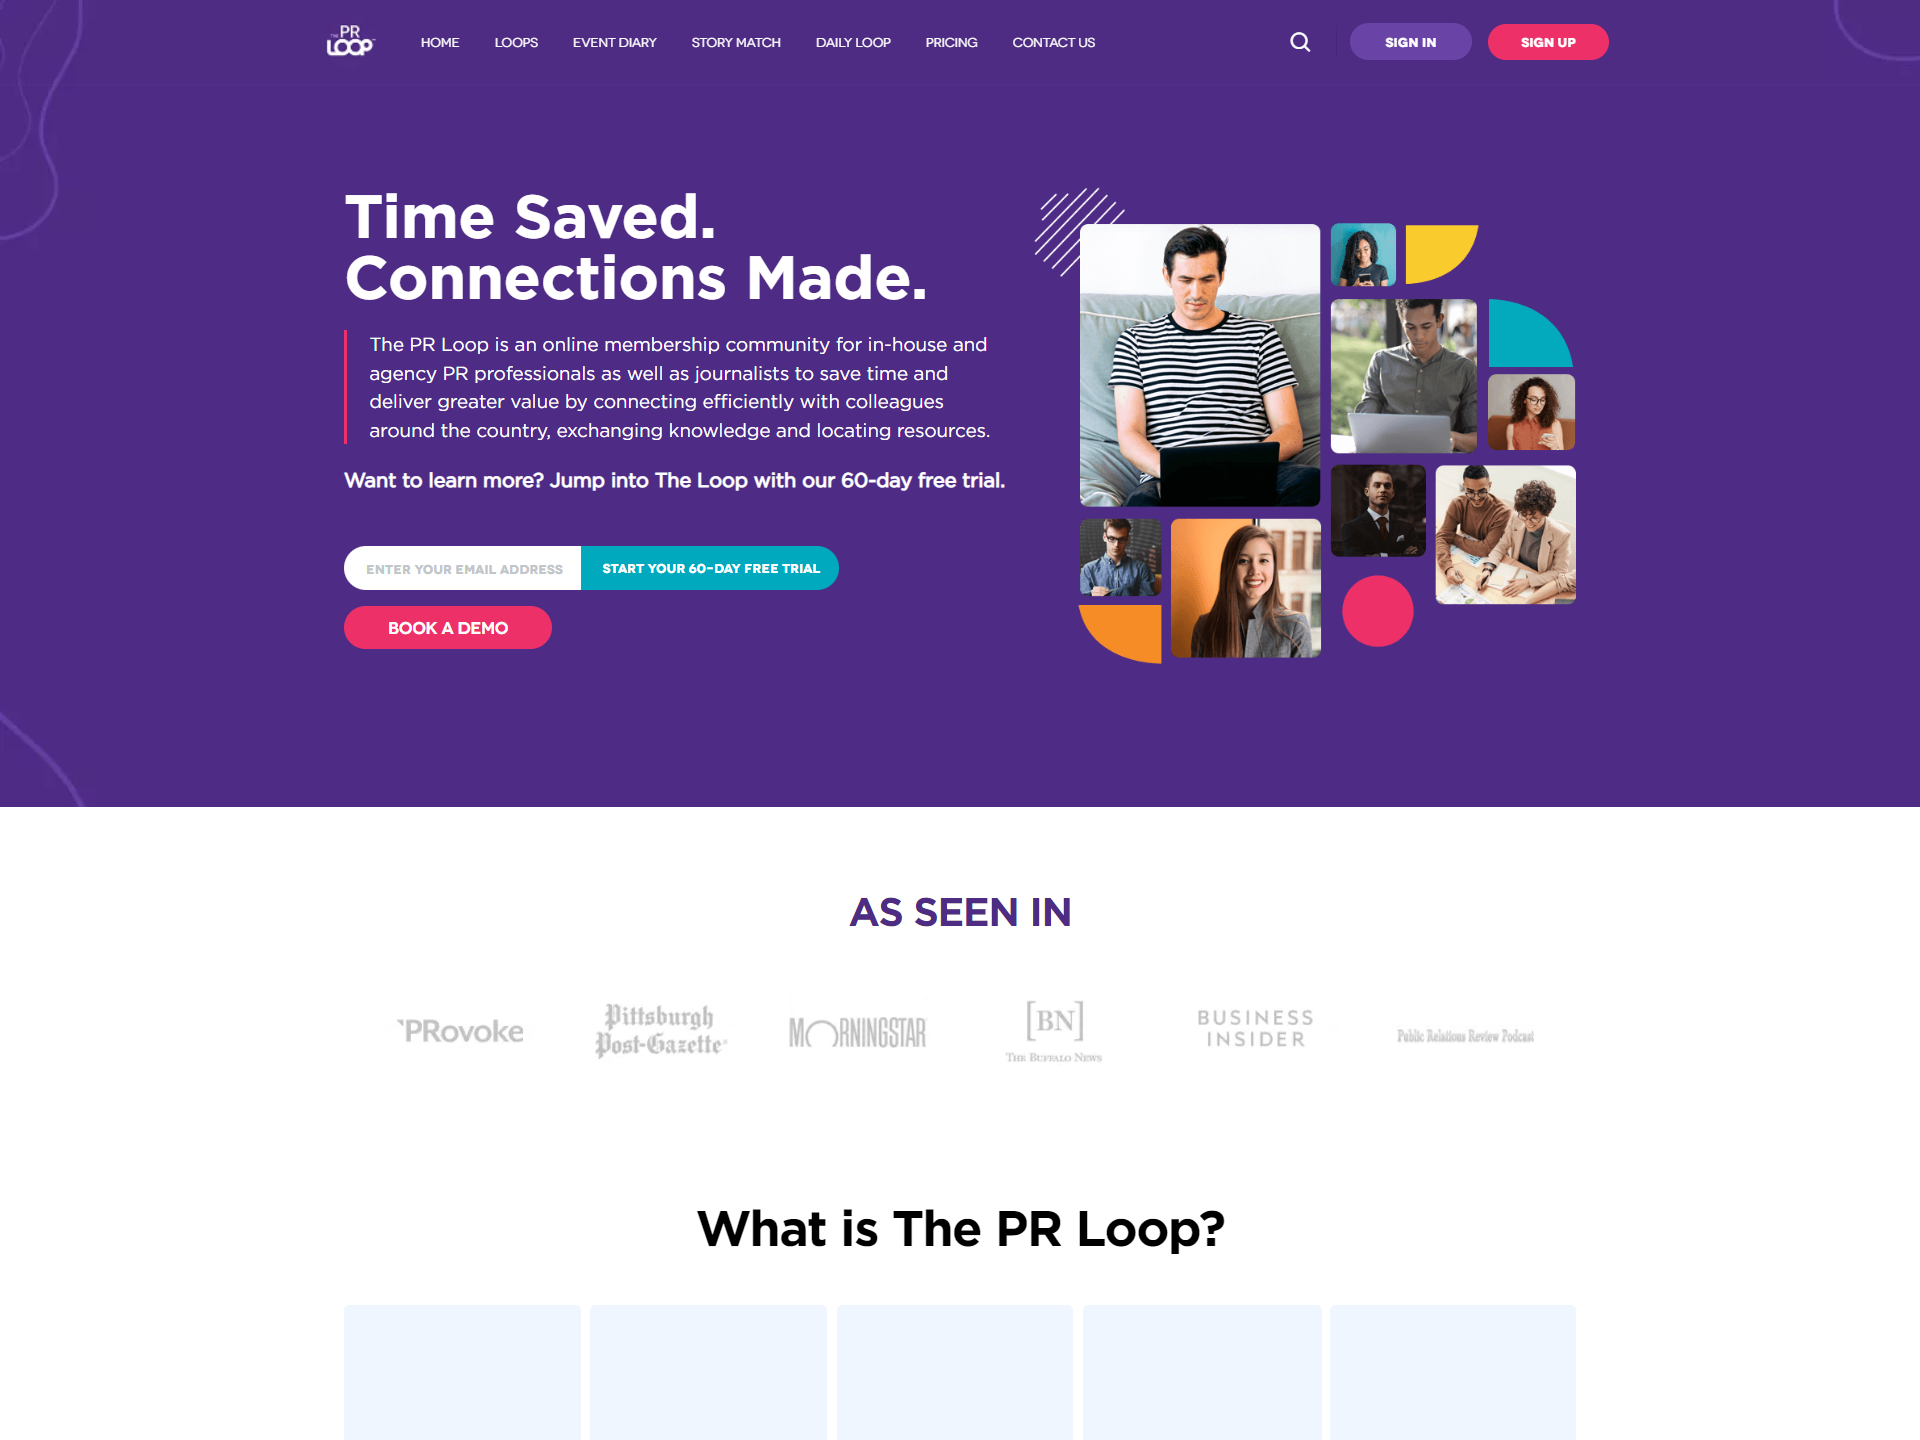 THE PR
LOOP
HOME
LOOPS
EVENT DIARY
STORY MATCH
DAILY LOOP
PRICING
CONTACT US
SIGN IN
SIGN UP
Time Saved.
Connections Made.
The PR Loop is an online membership community for in-house and
agency PR professionals as well as journalists to save time and
deliver greater value by connecting efficiently with colleagues
around the country, exchanging knowledge and locating resources.
Want to learn more? Jump into The Loop with our 60-day free trial.
ENTER YOUR EMAIL ADDRESS
START YOUR 60-DAY FREE TRIAL
BOOK A DEMO
AS SEEN IN
PRovoke
Pittsburgh
Post-Gazette
MORNINGSTAR
[BN]
THE BUFFALO NEWS
BUSINESS
INSIDER
Public Relations Review Podcast
What is The PR Loop?